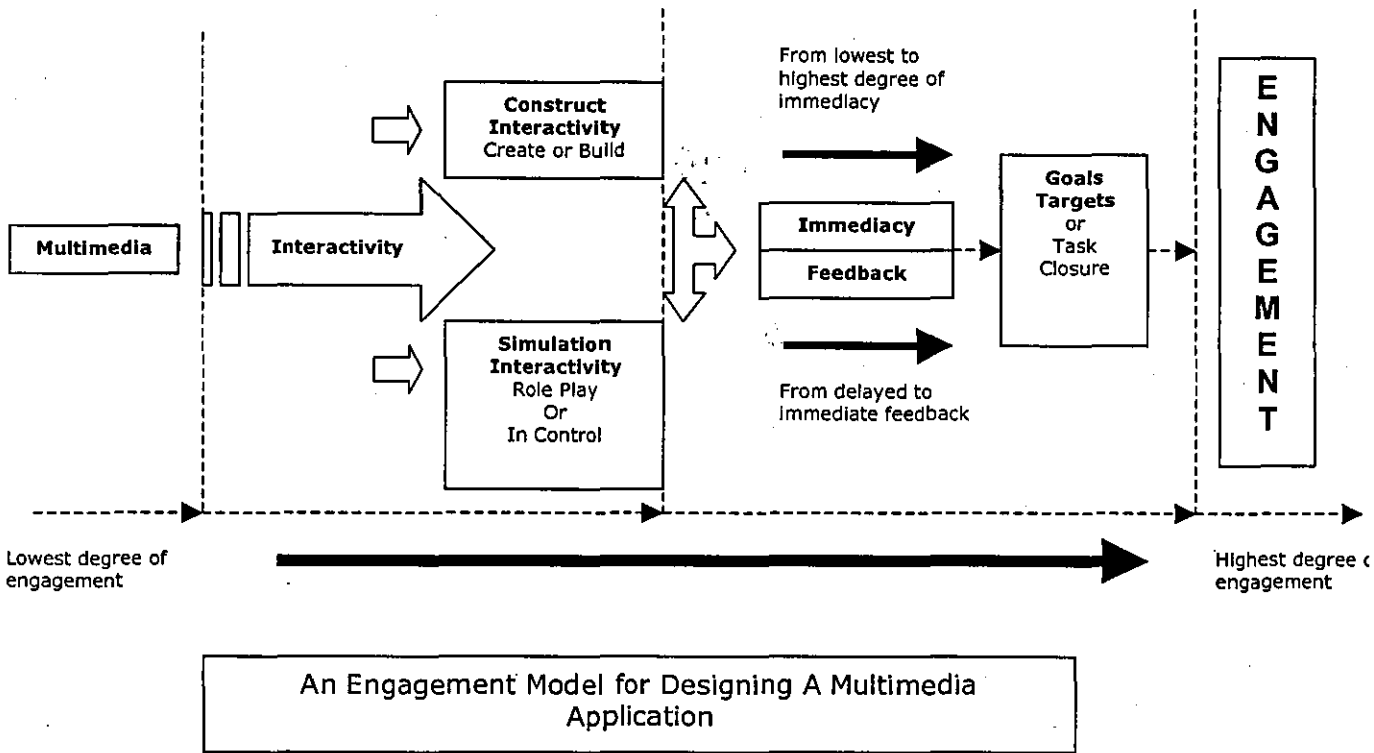 Multimedia
Interactivity
Construct
Interactivity
Create or Build
Simulation
Interactivity
Role Play
Or
In Control
From lowest to
highest degree of
immediacy
Immediacy
Feedback
From delayed to
immediate feedback
Goals
Targets
or
Task
Closure
E
N
G
A
G
E
M
E
N
T
Lowest degree of
engagement
Highest degree
engagement
An Engagement Model for Designing A Multimedia
Application